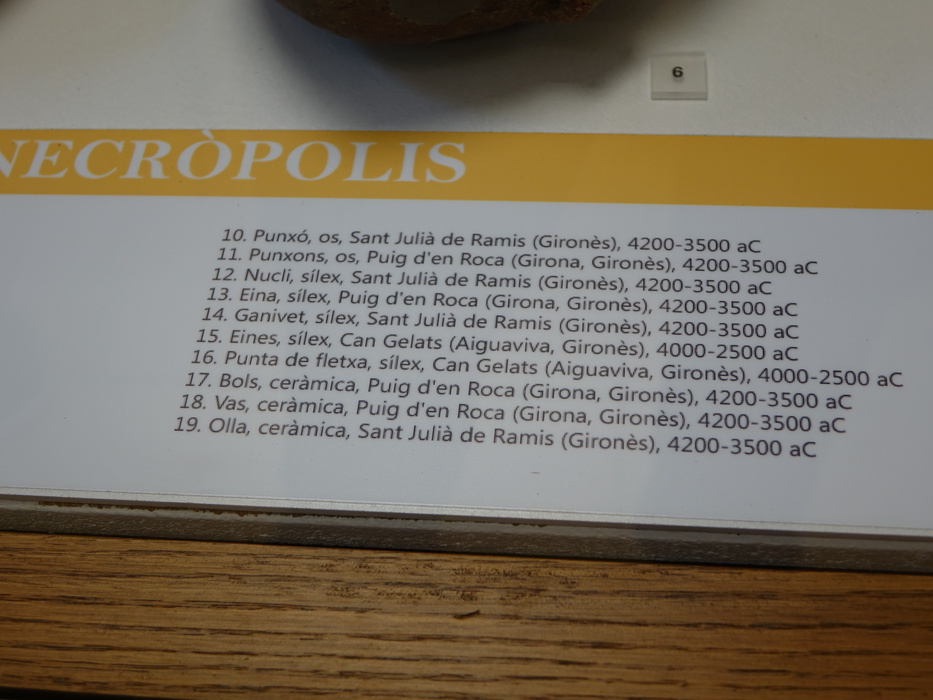 6
NECRÒPOLIS
10. Punxó, os, Sant Julià de Ramis (Gironès), 4200-3500 aC
11. Punxons, os, Puig d'en Roca (Girona, Gironès), 4200-3500 aC
12. Nucli, sílex, Sant Julià de Ramis (Gironès), 4200-3500 aC
13. Eina, sílex, Puig d'en Roca (Girona, Gironès), 4200-3500 aC
14. Ganivet, sílex, Sant Julià de Ramis (Gironès), 4200-3500 aC
15. Eines, sílex, Can Gelats (Aiguaviva, Gironès), 4000-2500 aC
16. Punta de fletxa, sílex, Can Gelats (Aiguaviva, Gironès), 4000-2500 aC
17. Bols, ceràmica, Puig d'en Roca (Girona, Gironès), 4200-3500 aC
18. Vas, ceràmica, Puig d'en Roca (Girona, Gironès), 4200-3500 aC
19. Olla, ceràmica, Sant Julià de Ramis (Gironès), 4200-3500 aC